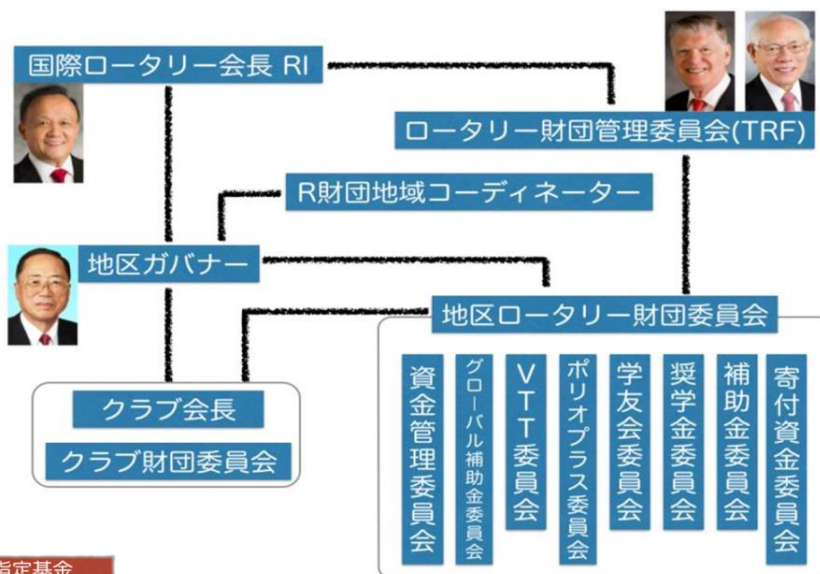 国際ロータリー会長 RI
ロータリー財団管理委員会(TRF)
R財団地域コーディネーター
地区ガバナー
地区ロータリー財団委員会
クラブ会長
クラブ財団委員会
資金管理委員会
グローバル補助金委員会
VTT委員会
ポリオプラス委員会
学友会委員会
奨学金委員会
補助金委員会
寄付資金委員会
指定基金